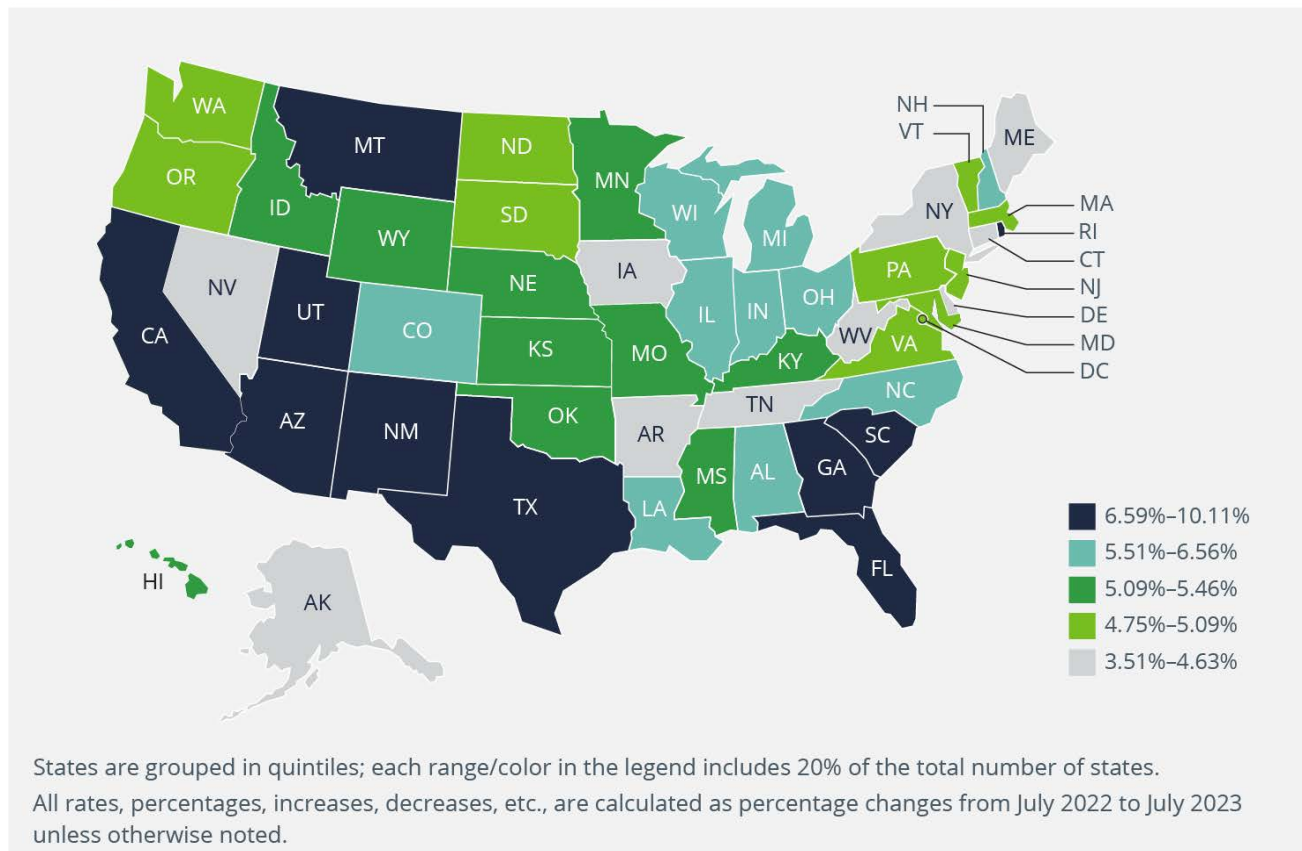 WA
OR
CA
NV
ID
MT
WY
UT
AZ
CO
NM
ND
SD
NE
KS
OK
TX
MN
IA
MO
AR
LA
WI
IL
MS
MI
IN
KY
TN
AL
OH
WV
VA
NC
SC
GA
FL
PA
NY
NH
VT
ME
MA
RI
CT
NJ
DE
MD
DC
HI
AK
6.59%–10.11%
5.51%–6.56%
5.09%–5.46%
4.75%–5.09%
3.51%–4.63%
States are grouped in quintiles; each range/color in the legend includes 20% of the total number of states.
All rates, percentages, increases, decreases, etc., are calculated as percentage changes from July 2022 to July 2023
unless otherwise noted.